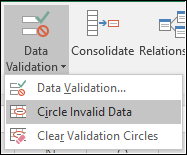 Data
Validation
Consolidate
Relations
Data Validation...
Circle Invalid Data
Clear Validation Circles